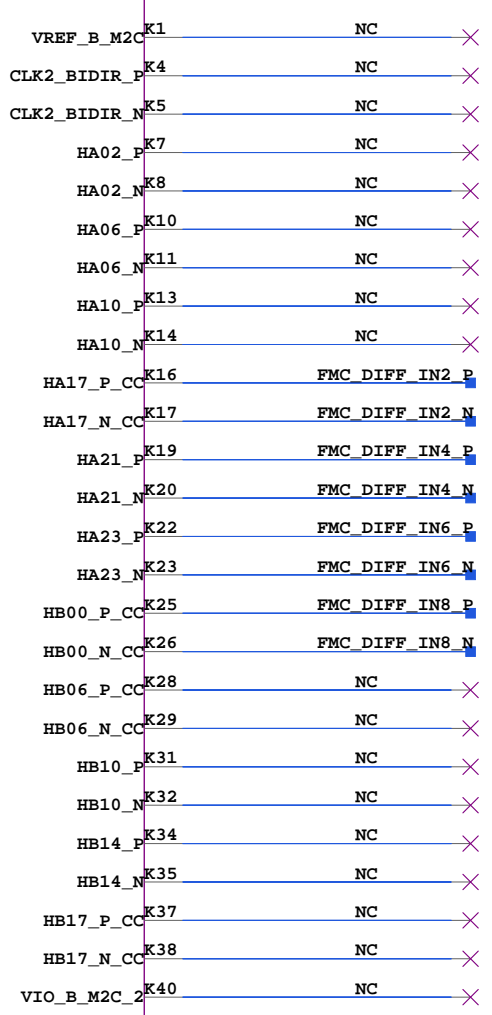 VREF_B_M2C K1 NC
CLK2_BIDIR_P K4 NC
CLK2_BIDIR_N K5 NC
HA02_P K7 NC
HA02_N K8 NC
HA06_P K10 NC
HA06_N K11 NC
HA10_P K13 NC
HA10_N K14 NC
HA17_P_CC K16 FMC_DIFF_IN2_P
HA17_N_CC K17 FMC_DIFF_IN2_N
HA21_P K19 FMC_DIFF_IN4_P
HA21_N K20 FMC_DIFF_IN4_N
HA23_P K22 FMC_DIFF_IN6_P
HA23_N K23 FMC_DIFF_IN6_N
HB00_P_CC K25 FMC_DIFF_IN8_P
HB00_N_CC K26 FMC_DIFF_IN8_N
HB06_P_CC K28 NC
HB06_N_CC K29 NC
HB10_P K31 NC
HB10_N K32 NC
HB14_P K34 NC
HB14_N K35 NC
HB17_P_CC K37 NC
HB17_N_CC K38 NC
VIO_B_M2C_2 K40 NC